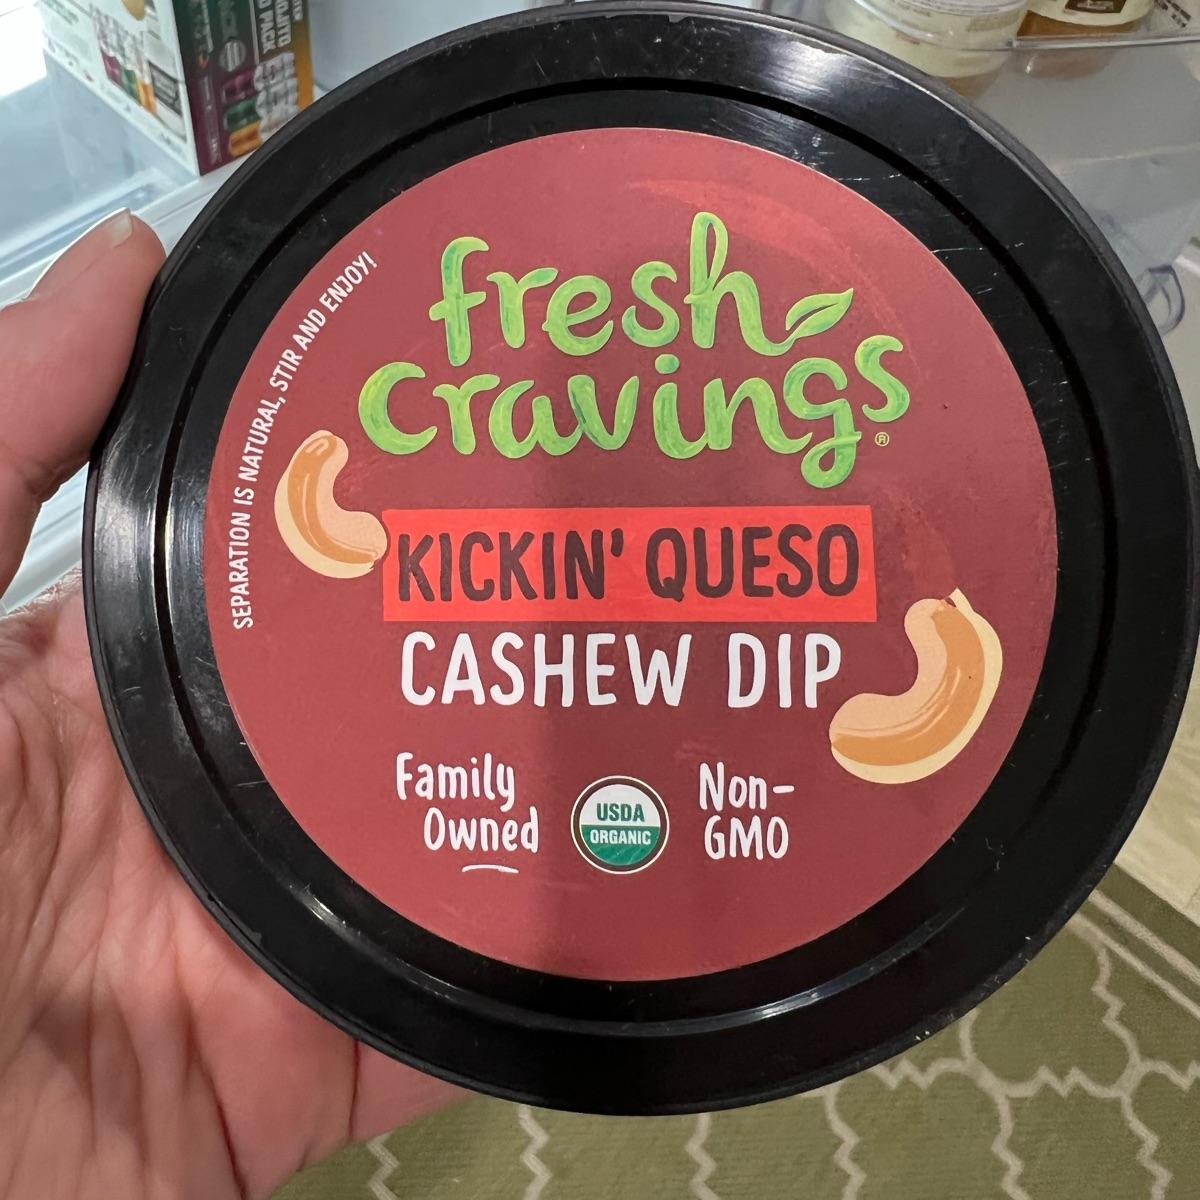 fresh
cravings
®
KICKIN' QUESO
CASHEW DIP
Family
Owned
USDA
ORGANIC
Non-
GMO
SEPARATION IS NATURAL, STIR AND ENJOY!